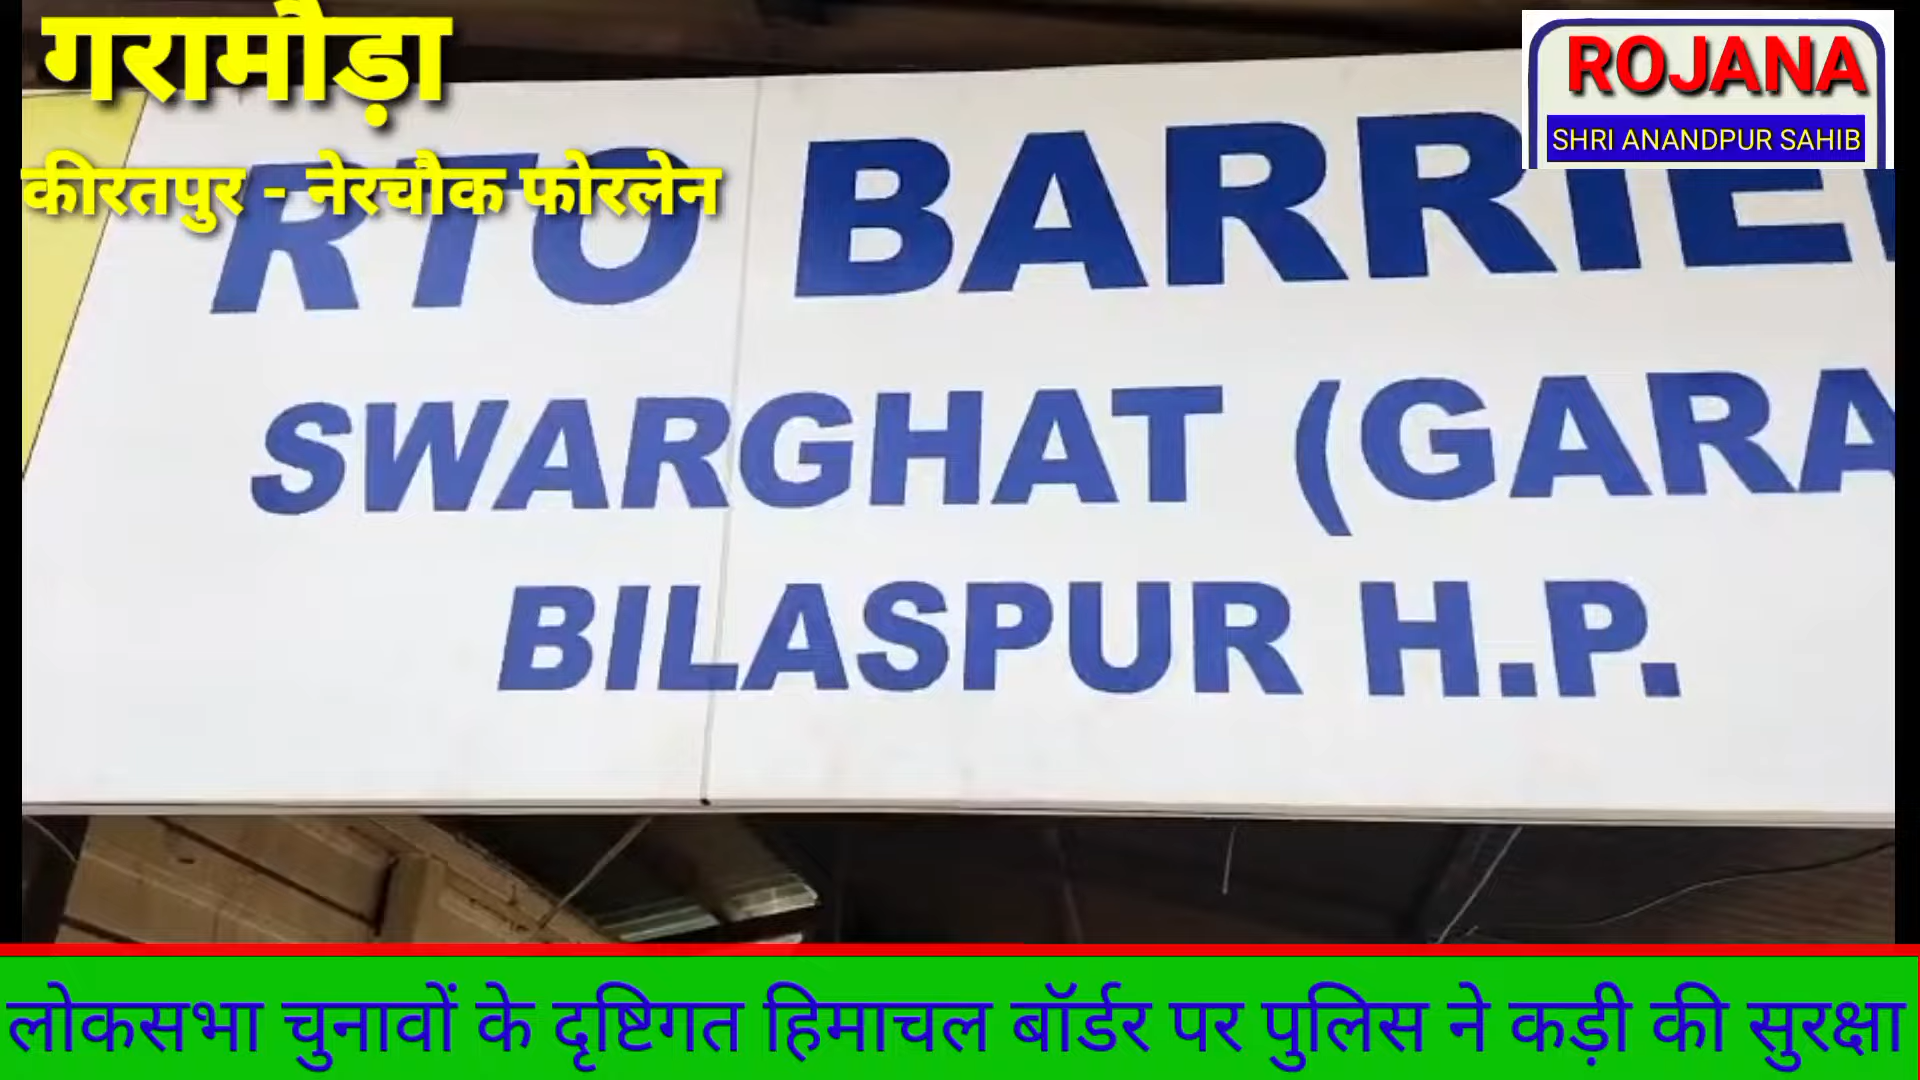 गरामौड़ा
ROJANA
SHRI ANANDPUR SAHIB
कीरतपुर - नेरचौक फोरलेन
RTO BARRIE
SWARGHAT (GARA
BILASPUR H.P.
लोकसभा चुनावों के दृष्टिगत हिमाचल बॉर्डर पर पुलिस ने कड़ी की सुरक्षा